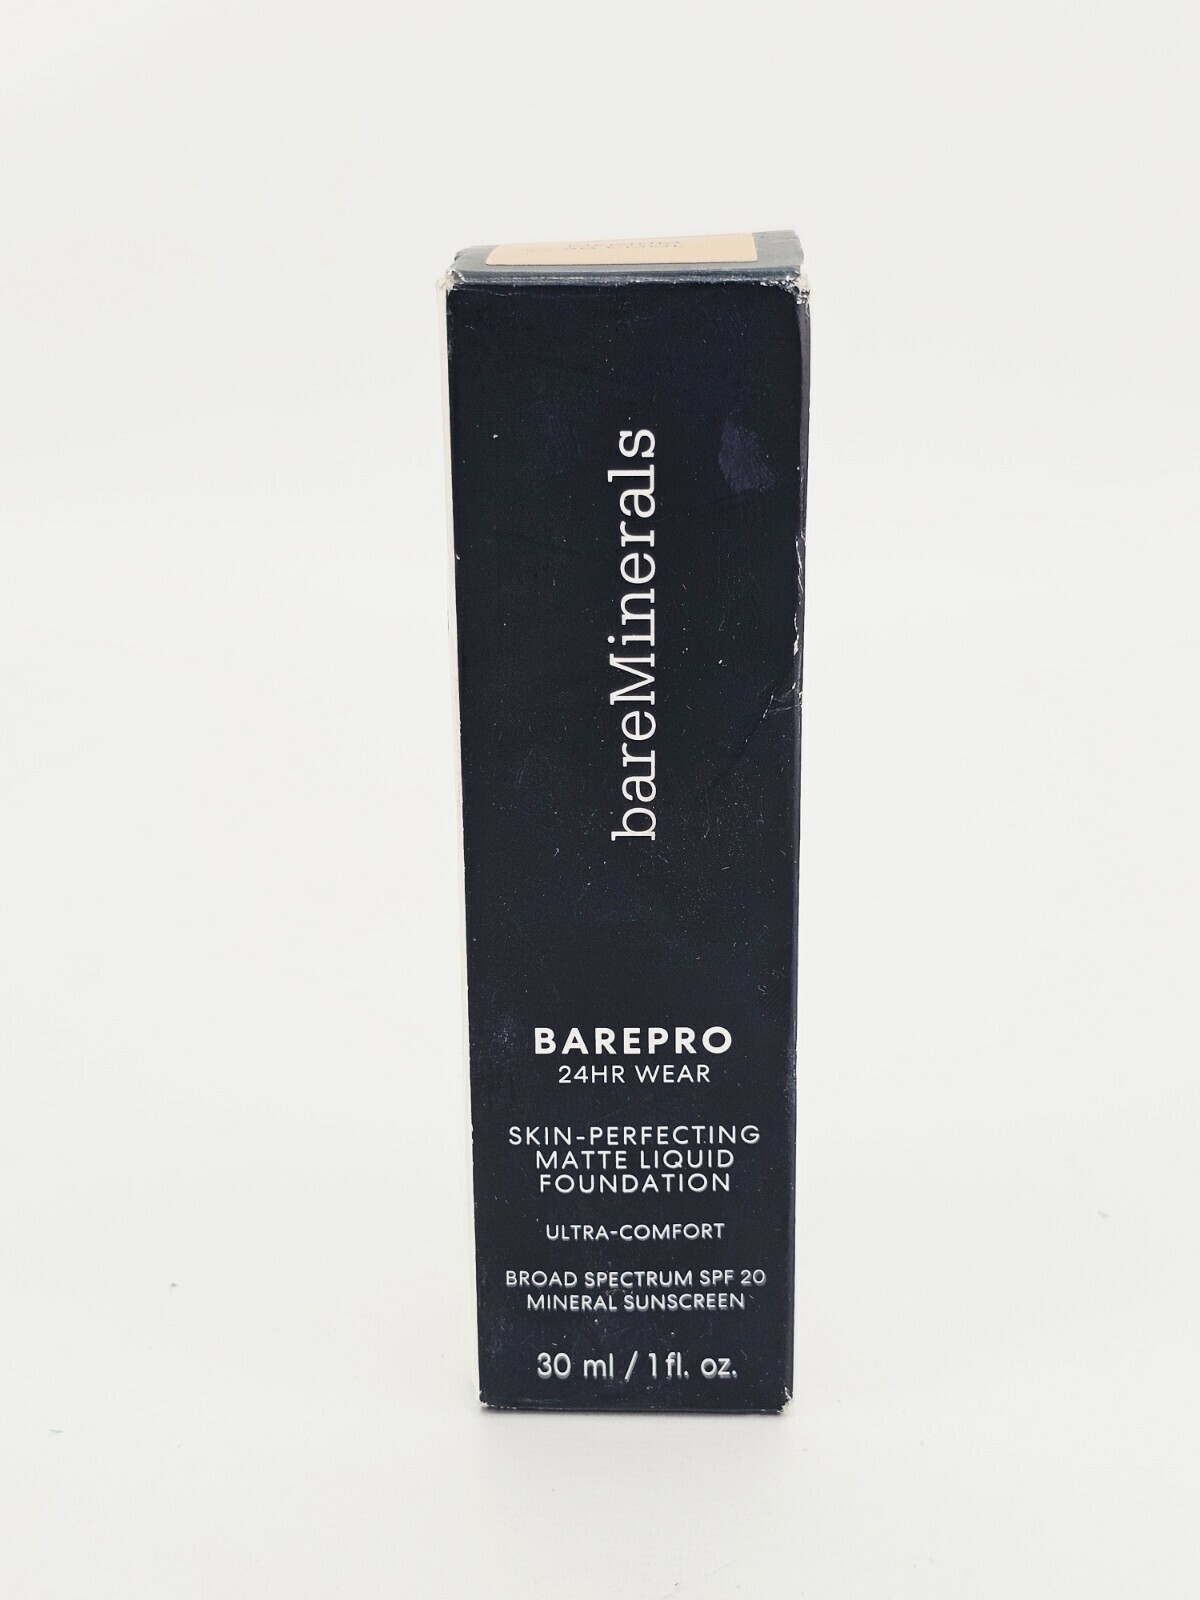 bareMinerals
BAREPRO
24HR WEAR
SKIN-PERFECTING
MATTE LIQUID
FOUNDATION
ULTRA-COMFORT
BROAD SPECTRUM SPF 20
MINERAL SUNSCREEN
30 ml / 1 fl. oz.